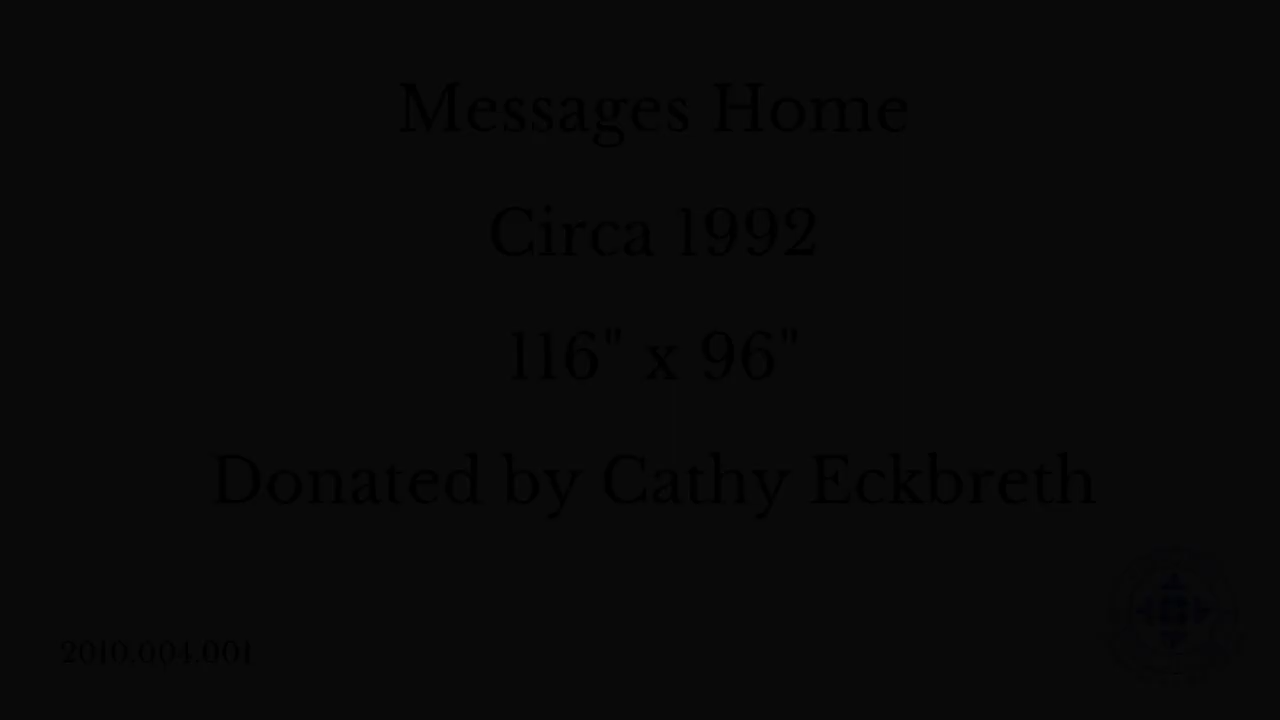 Messages Home
Circa 1992
116" x 96"
Donated by Cathy Eckbreth
2010.004.001